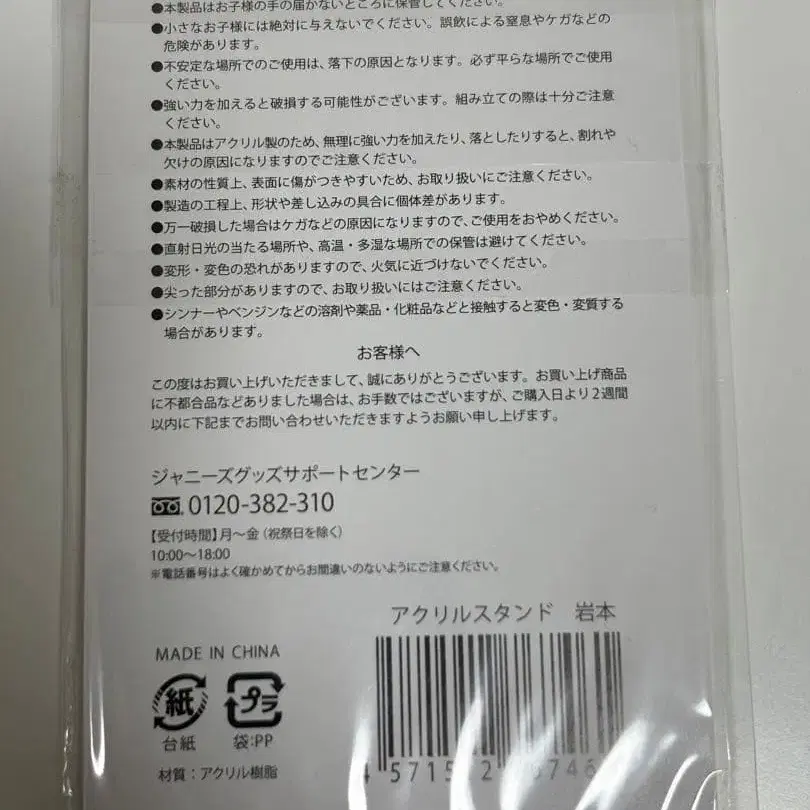 ●本製品はお子様の手の届かないところに保管してください。
●小さなお子様には絶対に与えないでください。誤飲による窒息やケガなどの
危険があります。
●不安定な場所でのご使用は、落下の原因となります。必ず平らな場所でご使用
ください。
●強い力を加えると破損する可能性がございます。組み立ての際は十分ご注意
ください。
●本製品はアクリル製のため、無理に強い力を加えたり、落としたりすると、割れや
欠けの原因になりますのでご注意ください。
●素材の性質上、表面に傷がつきやすいため、お取り扱いにご注意ください。
●製造の工程上、形状や差し込みの具合に個体差があります。
●万一破損した場合はケガなどの原因になりますので、ご使用をおやめください。
●直射日光の当たる場所や、高温・多湿な場所での保管は避けてください。
●変形・変色の恐れがありますので、火気に近づけないでください。
●尖った部分がありますので、お取り扱いにはご注意ください。
●シンナーやベンジンなどの溶剤や薬品・化粧品などと接触すると変色・変質する
場合があります。
お客様へ
この度はお買い上げいただきまして、誠にありがとうございます。お買い上げ商品
に不都合品などありました場合は、お手数ではございますが、ご購入日より2週間
以内に下記までお問い合わせいただきますようお願い申し上げます。
ジャニーズグッズサポートセンター
0120-382-310
【受付時間】月〜金（祝祭日を除く）
10:00〜18:00
※電話番号はよく確かめてからお間違いのないようにご注意ください。
アクリルスタンド 岩本
MADE IN CHINA
紙 プラ
台紙 袋:PP
材質：アクリル樹脂